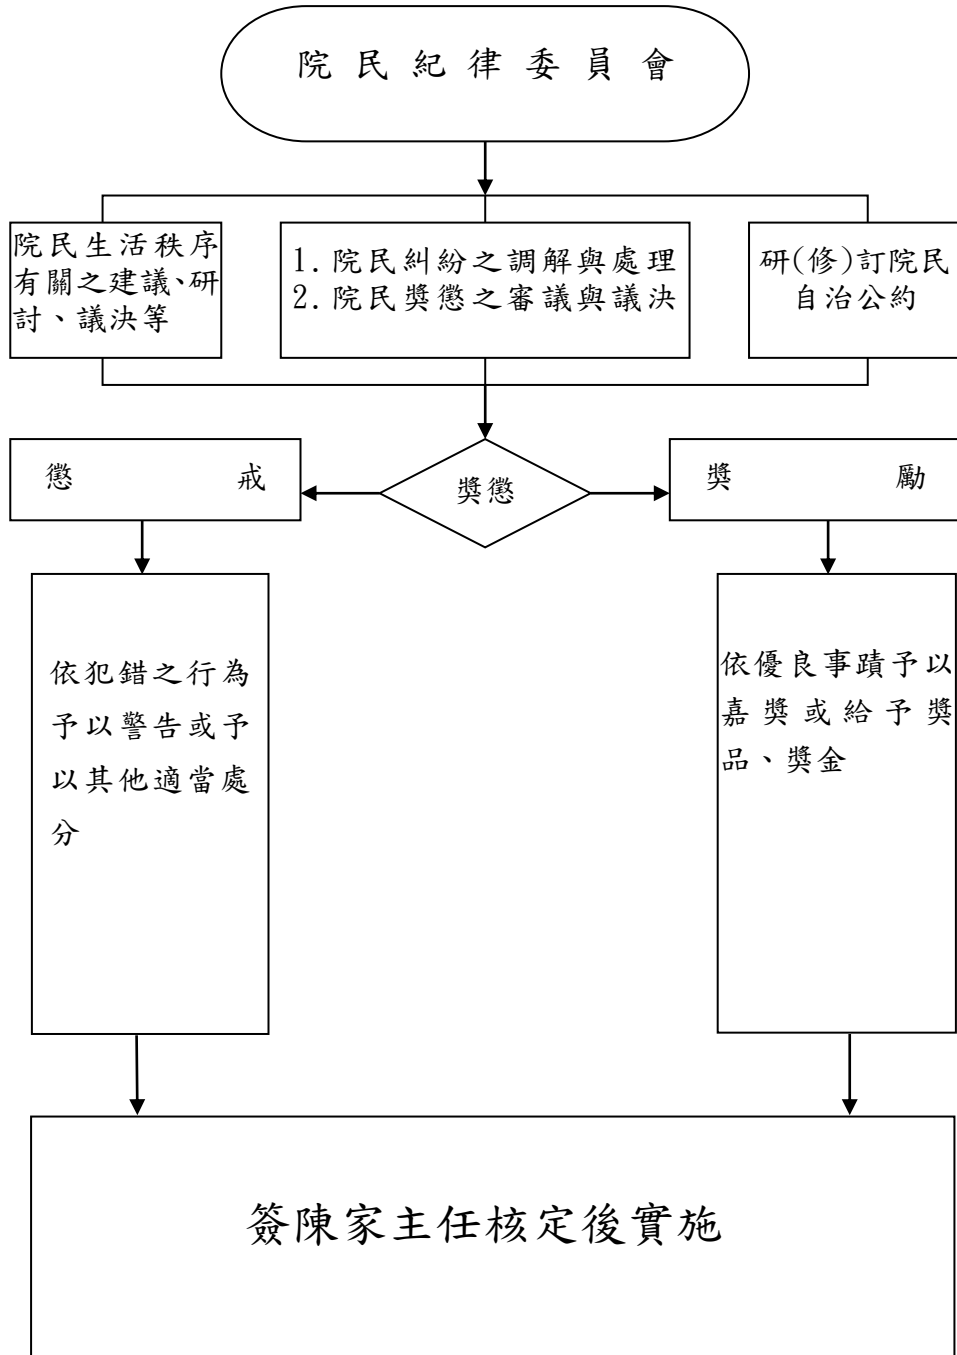 院民紀律委員會
院民生活秩序
有關之建議、研
討、議決等
1. 院民糾紛之調解與處理
2. 院民獎懲之審議與議決
研(修)訂院民
自治公約
懲 戒
獎懲
獎 勵
依犯錯之行為
予以警告或予
以其他適當處
分
依優良事蹟予以
嘉獎或給予獎
品、獎金
簽陳家主任核定後實施